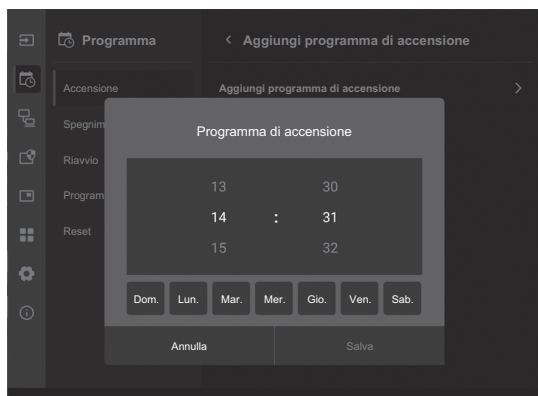 Programma
Aggiungi programma di accensione
Accensione
Aggiungi programma di accensione
Spegnim
Programma di accensione
Riavvio
13 30
Program
14 : 31
Reset
15 32
Dom. Lun. Mar. Mer. Gio. Ven. Sab.
Annulla Salva